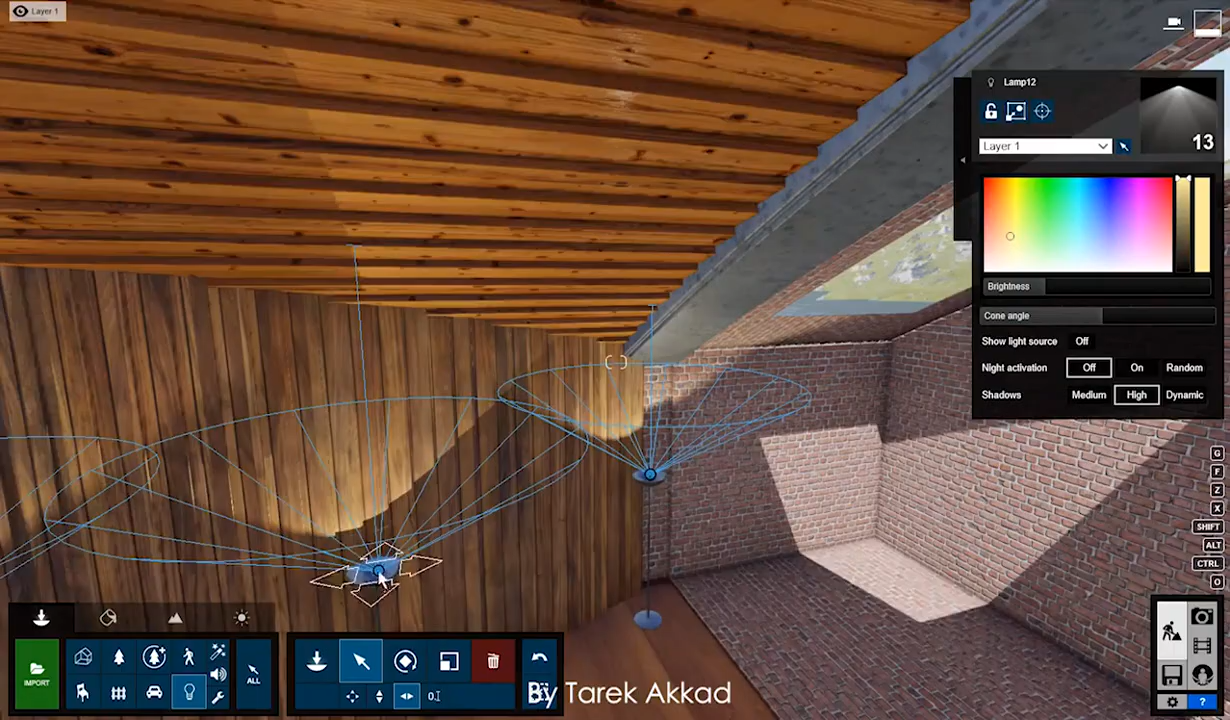 Layer 1
Lamp12
13
Layer 1
Brightness
Cone angle
Show light source Off
Night activation Off On Random
Shadows Medium High Dynamic
G
F
Z
X
SHIFT
ALT
CTRL
O
IMPORT
ALL
?
By Tarek Akkad